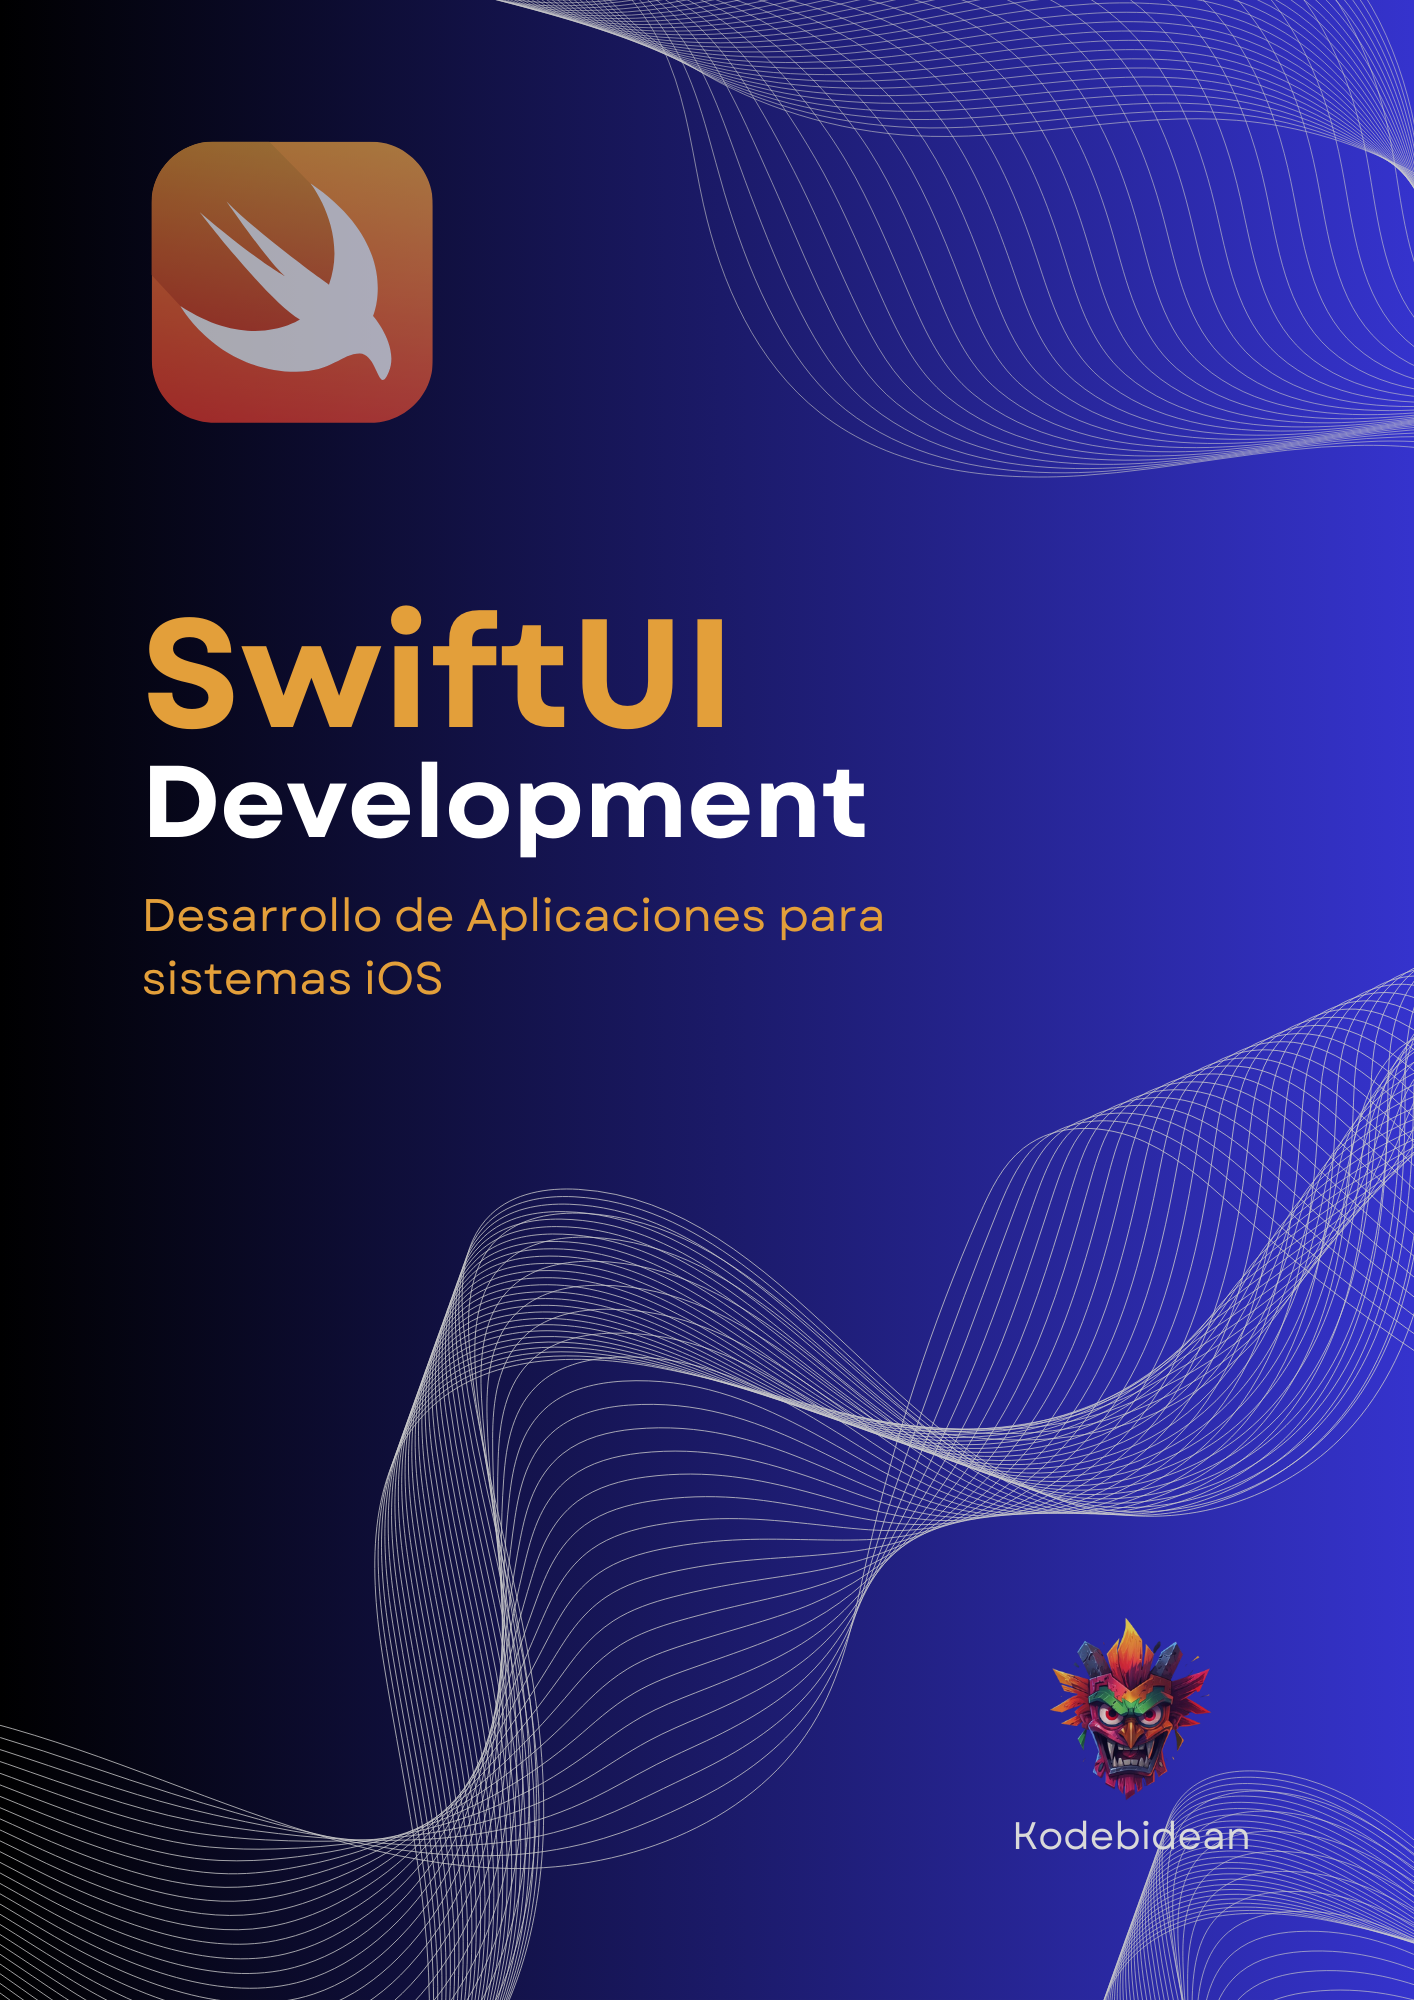 SwiftUI
Development
Desarrollo de Aplicaciones para
sistemas iOS
Kodebidean